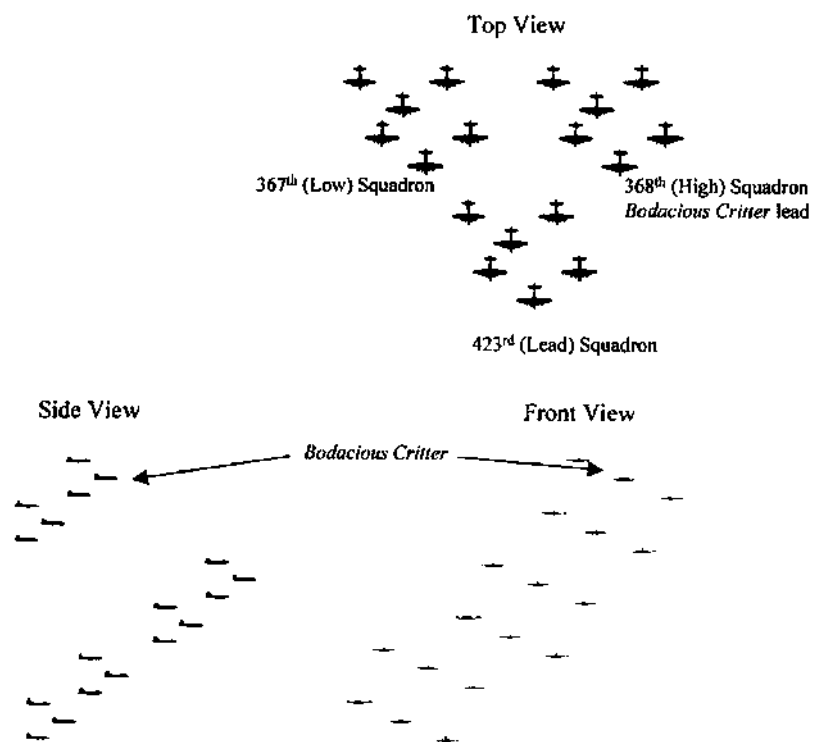 Top View
367th (Low) Squadron
368th (High) Squadron
Bodacious Critter lead
423rd (Lead) Squadron
Side View
Front View
Bodacious Critter